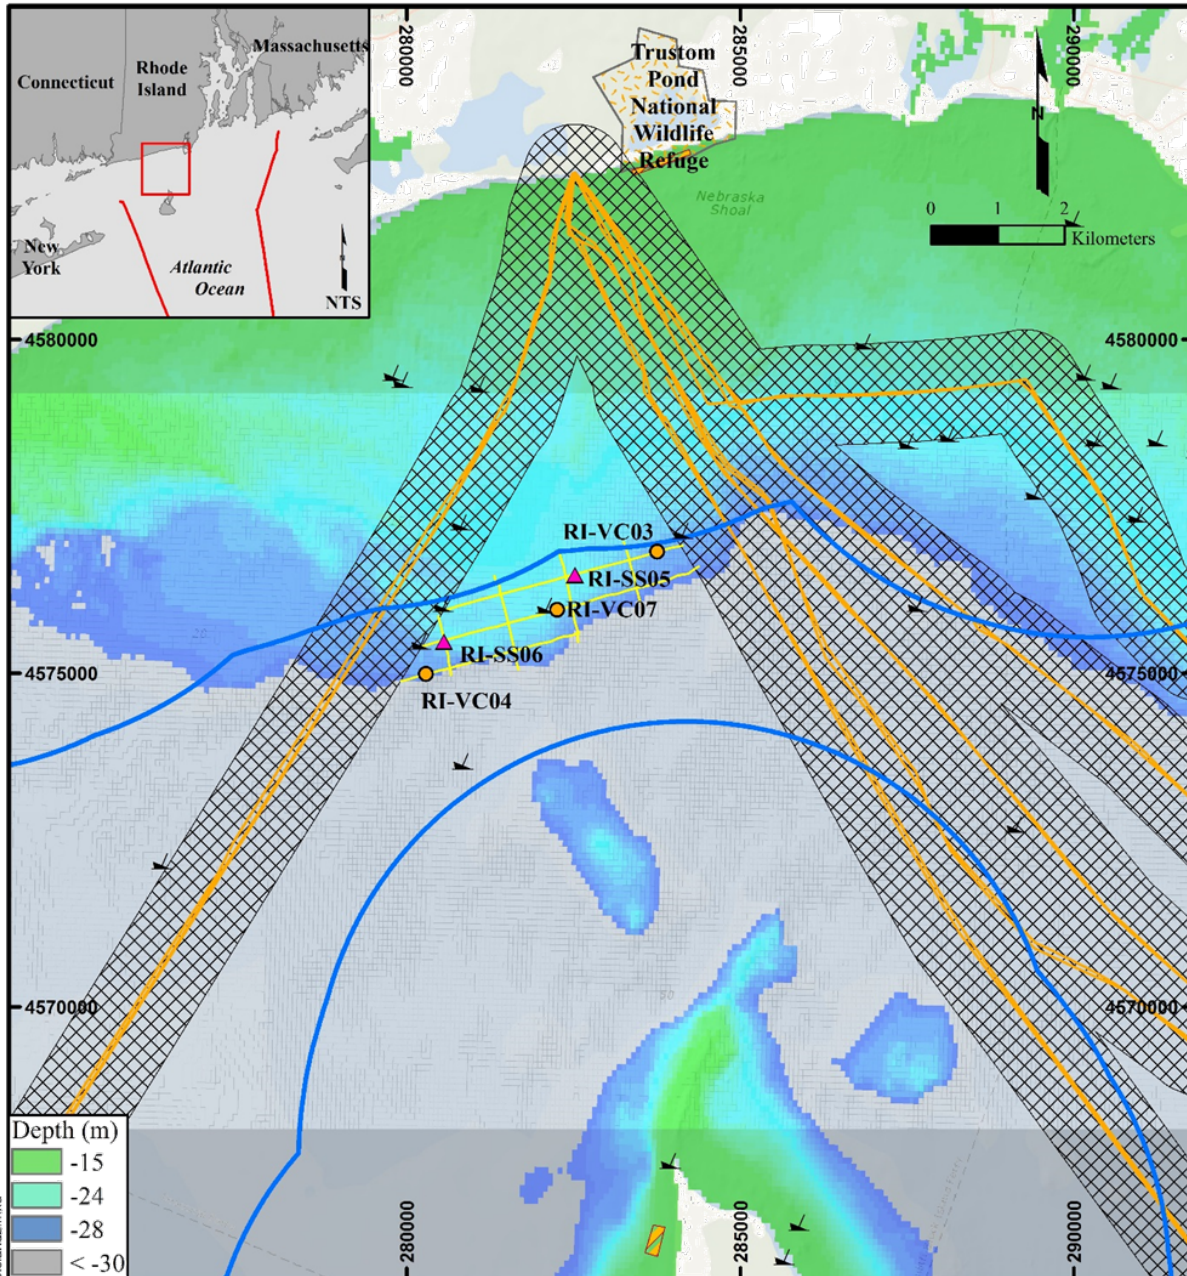 Massachusetts
Connecticut
Rhode
Island
New
York
Atlantic
Ocean
NTS
280000
285000
290000
Trustom
Pond
National
Wildlife
Refuge
N
Nebraska
Shoal
0 1 2
Kilometers
4580000
4580000
RI-VC03
RI-SS05
RI-VC07
RI-SS06
RI-VC04
4575000
4575000
4570000
4570000
Depth (m)
-15
-24
-28
< -30
280000
285000
290000